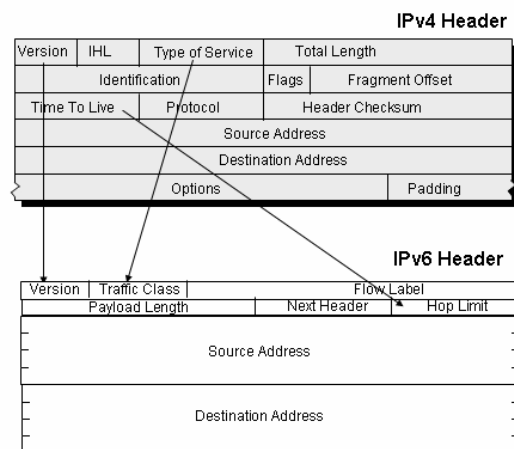 IPv4 Header
Version IHL Type of Service Total Length
Identification Flags Fragment Offset
Time To Live Protocol Header Checksum
Source Address
Destination Address
Options Padding
IPv6 Header
Version Traffic Class Flow Label
Payload Length Next Header Hop Limit
Source Address
Destination Address